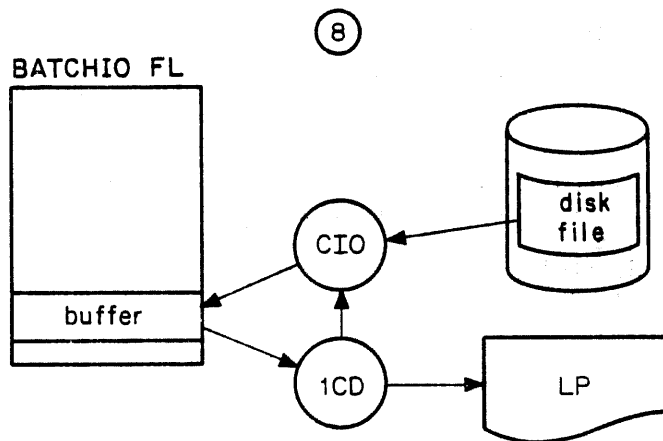 8
BATCHIO FL
disk
file
CIO
buffer
1CD
LP